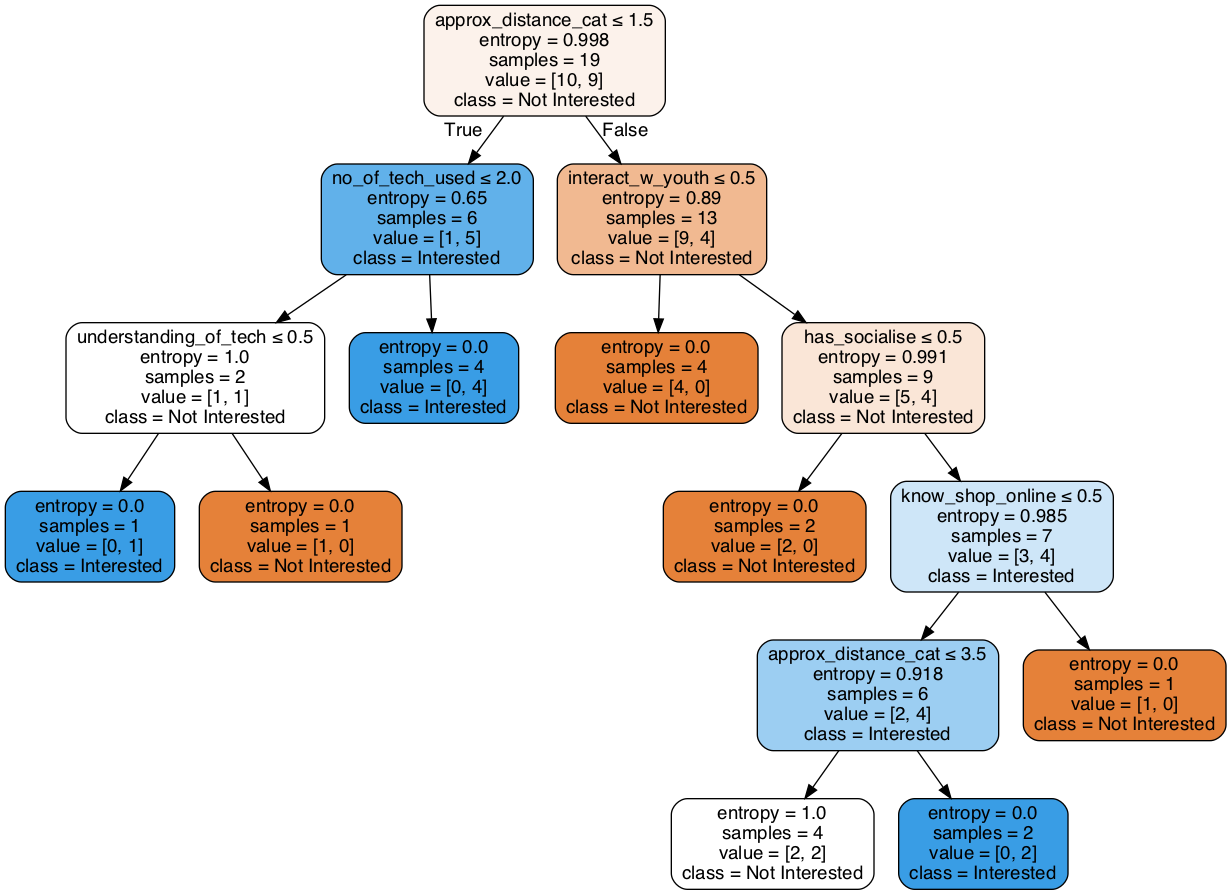 approx_distance_cat ≤ 1.5
entropy = 0.998
samples = 19
value = [10, 9]
class = Not Interested
True
False
no_of_tech_used ≤ 2.0
entropy = 0.65
samples = 6
value = [1, 5]
class = Interested
interact_w_youth ≤ 0.5
entropy = 0.89
samples = 13
value = [9, 4]
class = Not Interested
understanding_of_tech ≤ 0.5
entropy = 1.0
samples = 2
value = [1, 1]
class = Not Interested
entropy = 0.0
samples = 4
value = [0, 4]
class = Interested
entropy = 0.0
samples = 4
value = [4, 0]
class = Not Interested
has_socialise ≤ 0.5
entropy = 0.991
samples = 9
value = [5, 4]
class = Not Interested
entropy = 0.0
samples = 1
value = [0, 1]
class = Interested
entropy = 0.0
samples = 1
value = [1, 0]
class = Not Interested
entropy = 0.0
samples = 2
value = [2, 0]
class = Not Interested
know_shop_online ≤ 0.5
entropy = 0.985
samples = 7
value = [3, 4]
class = Interested
approx_distance_cat ≤ 3.5
entropy = 0.918
samples = 6
value = [2, 4]
class = Interested
entropy = 0.0
samples = 1
value = [1, 0]
class = Not Interested
entropy = 1.0
samples = 4
value = [2, 2]
class = Not Interested
entropy = 0.0
samples = 2
value = [0, 2]
class = Interested